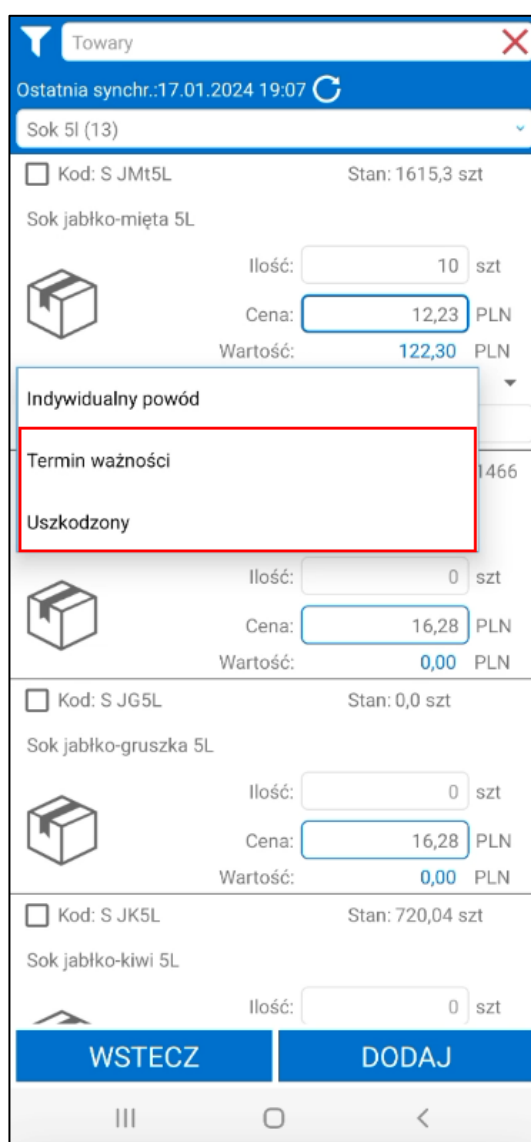 Towary
Ostatnia synchr.:17.01.2024 19:07
Sok 5l (13)
Kod: S JMt5L Stan: 1615,3 szt
Sok jabłko-mięta 5L
Ilość: 10 szt
Cena: 12,23 PLN
Wartość: 122,30 PLN
Indywidualny powód
Termin ważności
1466
Uszkodzony
Ilość: 0 szt
Cena: 16,28 PLN
Wartość: 0,00 PLN
Kod: S JG5L Stan: 0,0 szt
Sok jabłko-gruszka 5L
Ilość: 0 szt
Cena: 16,28 PLN
Wartość: 0,00 PLN
Kod: S JK5L Stan: 720,04 szt
Sok jabłko-kiwi 5L
Ilość: 0 szt
WSTECZ DODAJ